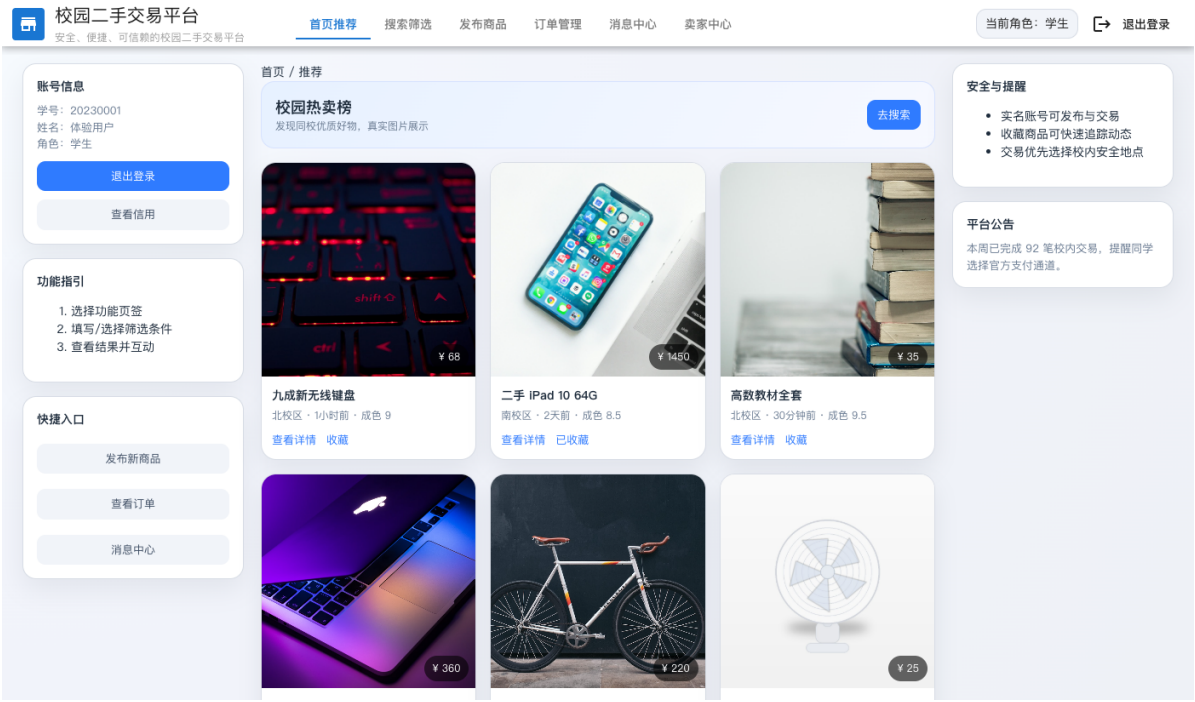 校园二手交易平台
安全、便捷、可信赖的校园二手交易平台
首页推荐
搜索筛选
发布商品
订单管理
消息中心
卖家中心
当前角色：学生
退出登录
账号信息
学号：20230001
姓名：体验用户
角色：学生
退出登录
查看信用
功能指引
1. 选择功能页签
2. 填写/选择筛选条件
3. 查看结果并互动
快捷入口
发布新商品
查看订单
消息中心
首页 / 推荐
校园热卖榜
发现同校优质好物，真实图片展示
去搜索
shift
ctrl
¥ 68
九成新无线键盘
北校区 · 1小时前 · 成色 9
查看详情 收藏
¥ 1450
二手 iPad 10 64G
南校区 · 2天前 · 成色 8.5
查看详情 已收藏
¥ 35
高数教材全套
北校区 · 30分钟前 · 成色 9.5
查看详情 收藏
¥ 360
¥ 220
¥ 25
安全与提醒
• 实名账号可发布与交易
• 收藏商品可快速追踪动态
• 交易优先选择校内安全地点
平台公告
本周已完成 92 笔校内交易，提醒同学
选择官方支付通道。